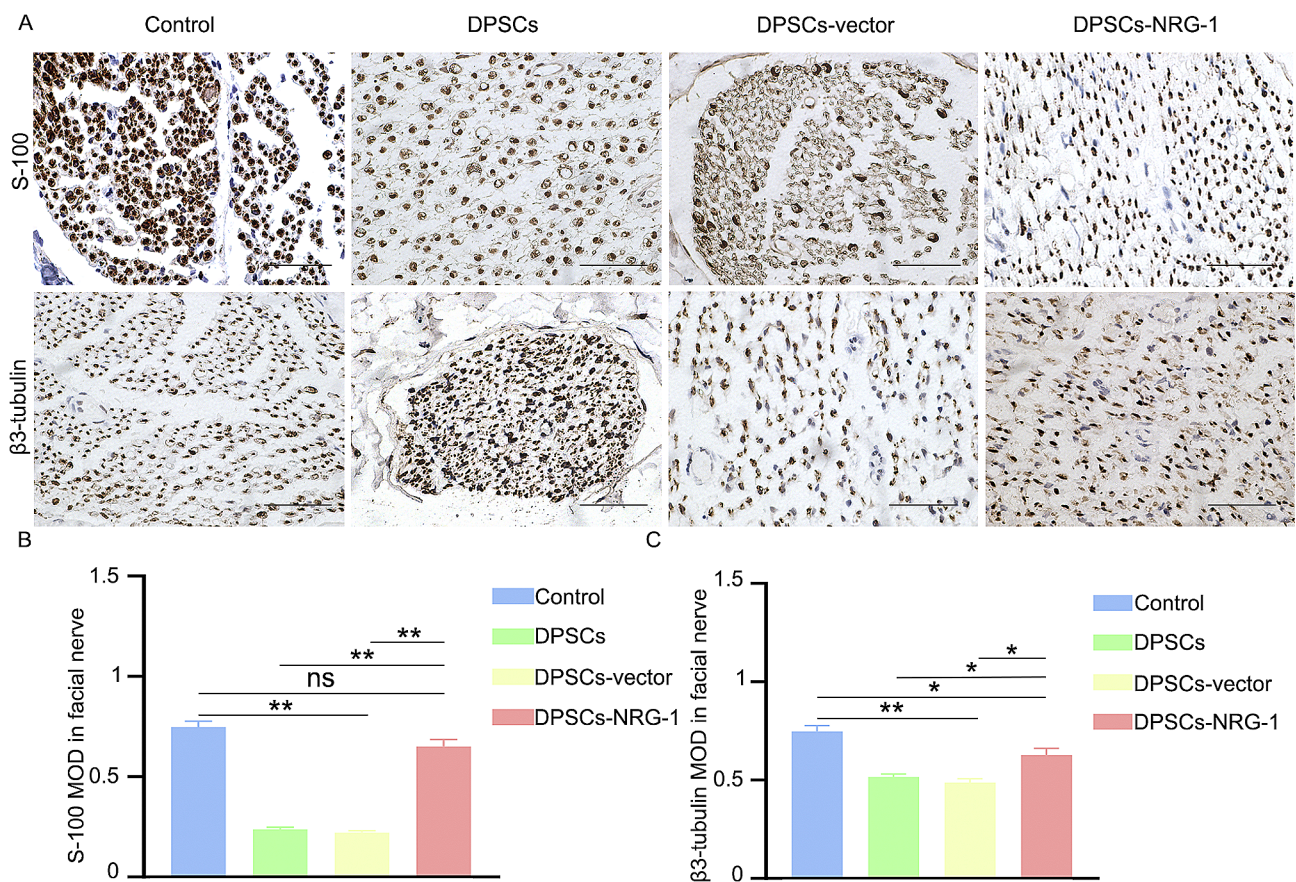 A
Control
DPSCs
DPSCs-vector
DPSCs-NRG-1
S-100
β3-tubulin
B
S-100 MOD in facial nerve
1.5
1
0.5
0
**
**
ns
**
Control
DPSCs
DPSCs-vector
DPSCs-NRG-1
C
β3-tubulin MOD in facial nerve
1.5
1.0
0.5
0.0
*
*
*
**
Control
DPSCs
DPSCs-vector
DPSCs-NRG-1